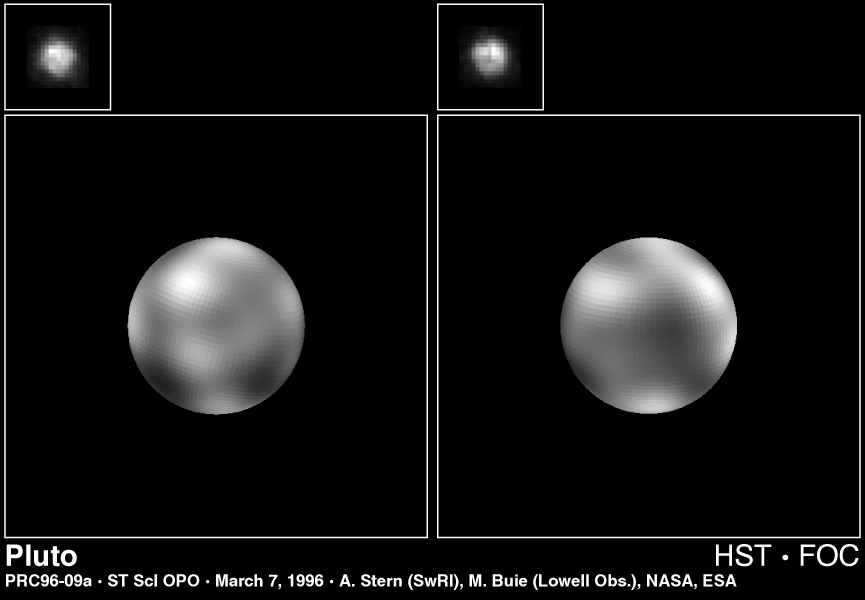 Pluto
HST • FOC
PRC96-09a • ST ScI OPO • March 7, 1996 • A. Stern (SwRI), M. Buie (Lowell Obs.), NASA, ESA